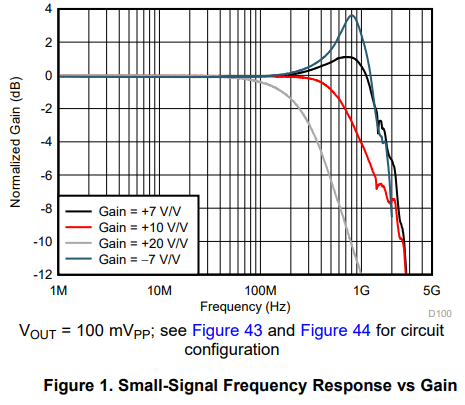 4
2
0
-2
-4
-6
-8
-10
-12
Normalized Gain (dB)
Gain = +7 V/V
Gain = +10 V/V
Gain = +20 V/V
Gain = –7 V/V
1M 10M 100M 1G 5G
Frequency (Hz)
D100
VOUT = 100 mVPP; see Figure 43 and Figure 44 for circuit
configuration
Figure 1. Small-Signal Frequency Response vs Gain